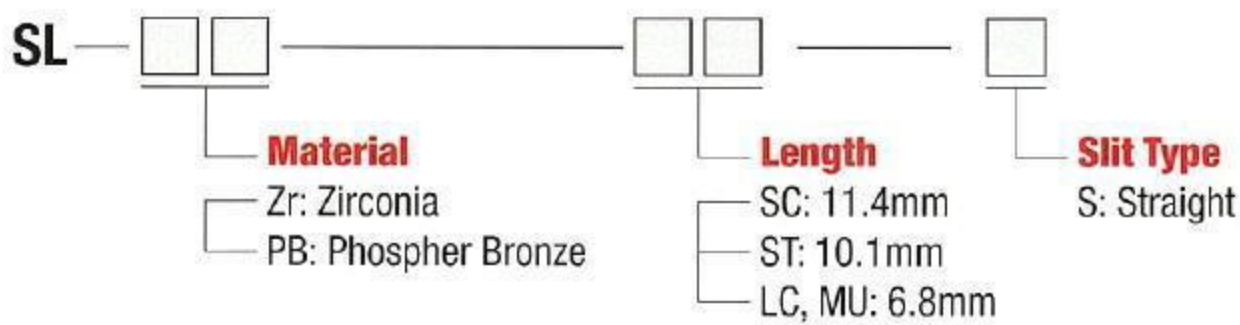 SL
Material
Zr: Zirconia
PB: Phospher Bronze
Length
SC: 11.4mm
ST: 10.1mm
LC, MU: 6.8mm
Slit Type
S: Straight